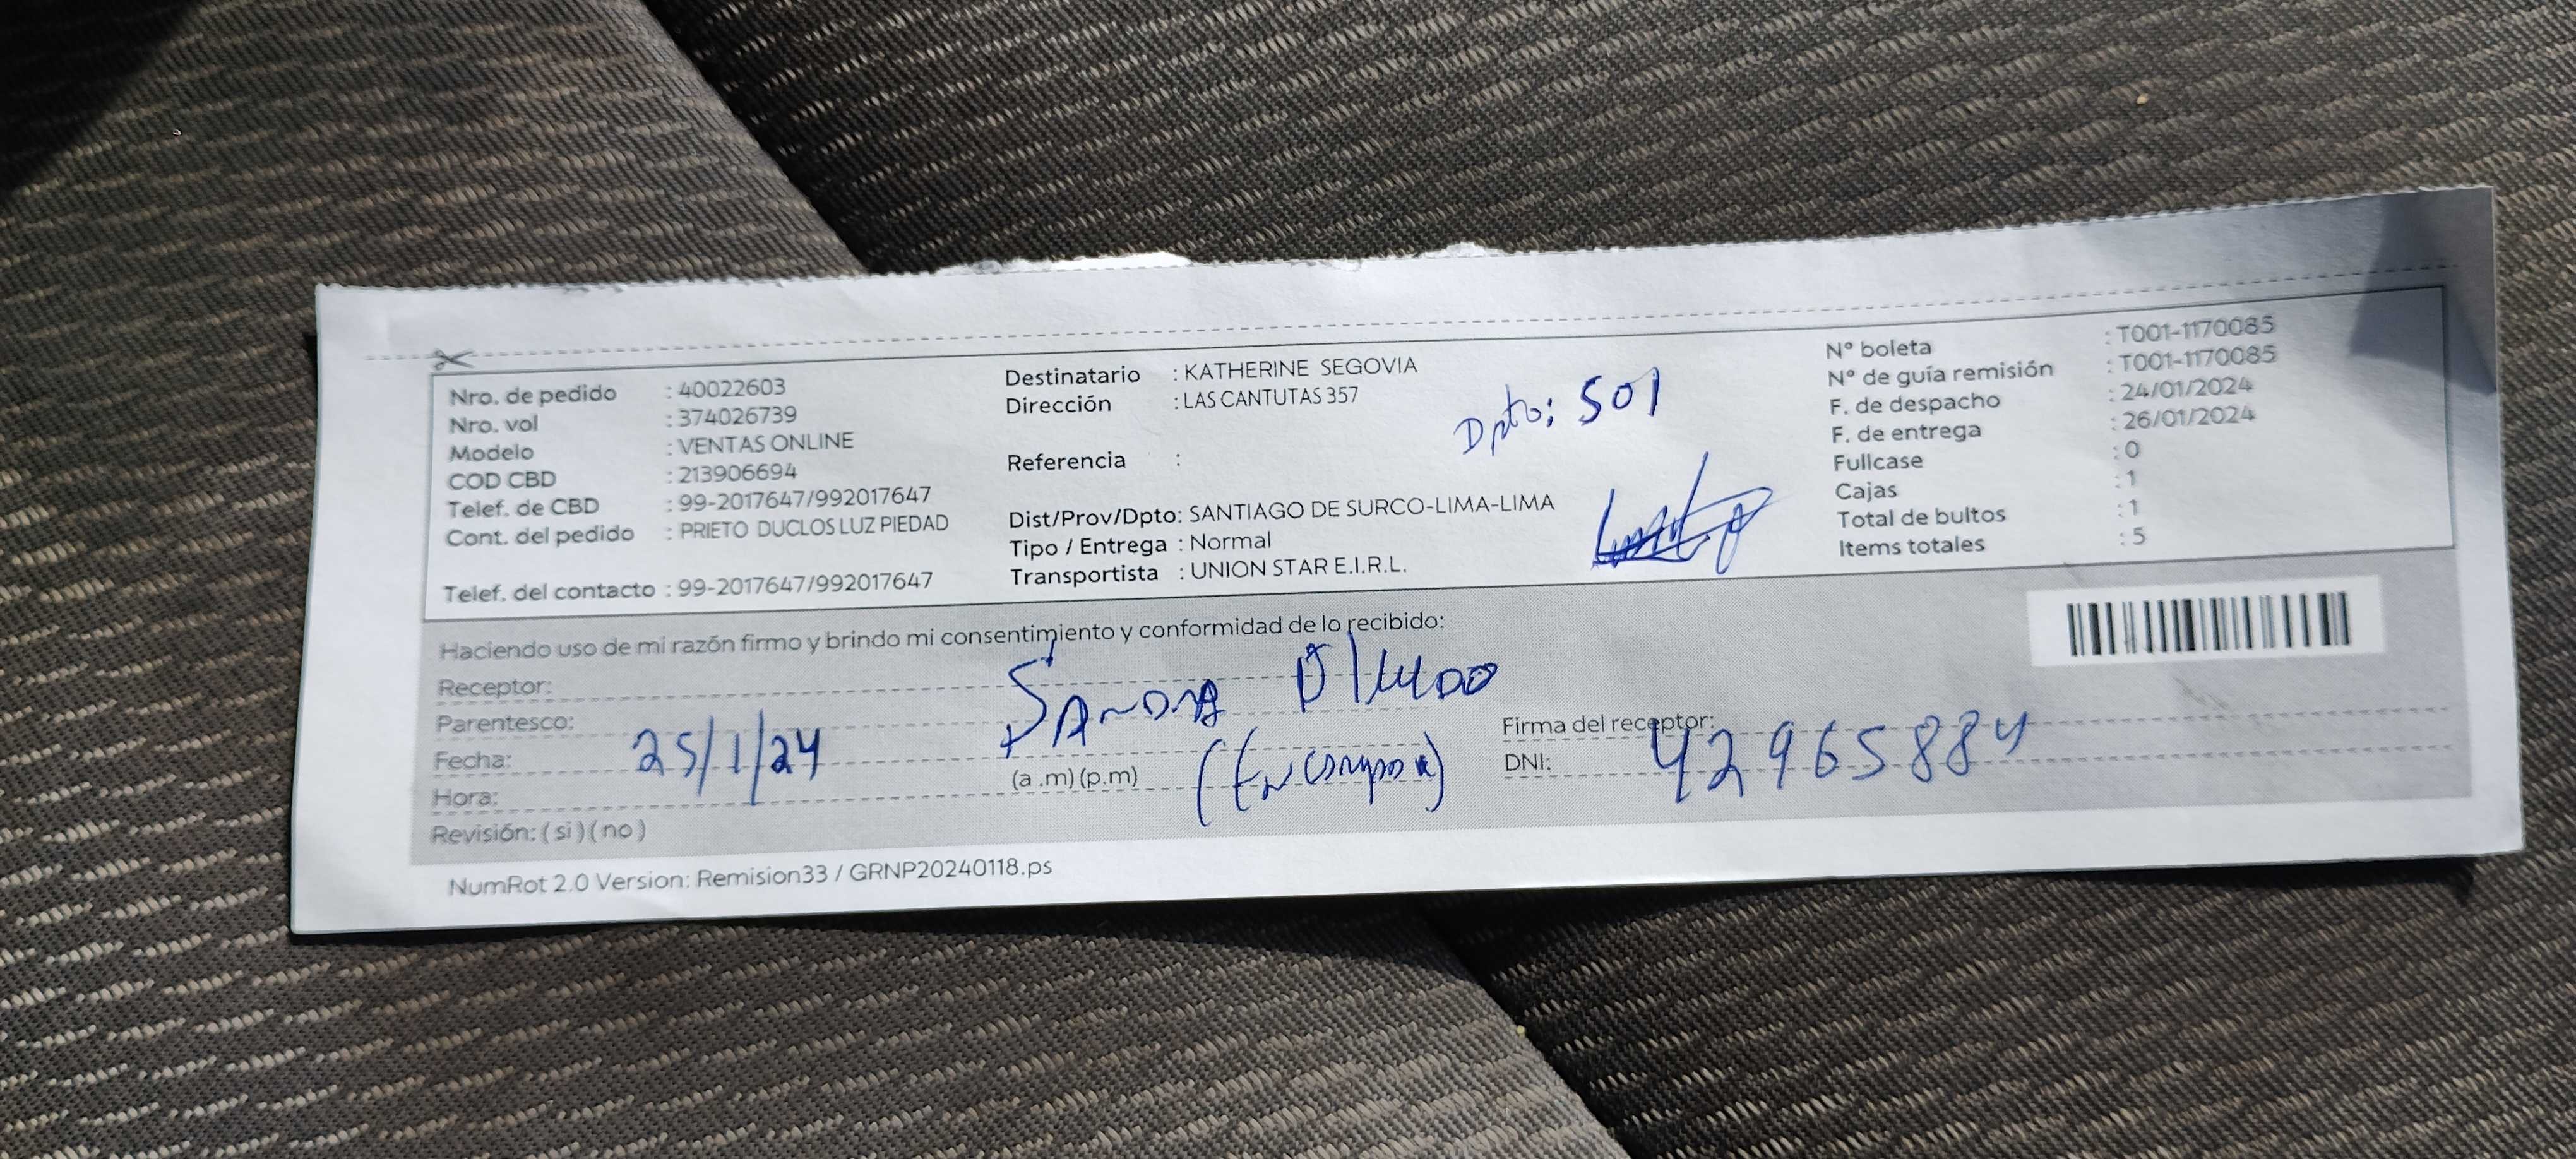 Nro. de pedido : 40022603
Nro. vol : 374026739
Modelo : VENTAS ONLINE
COD CBD : 213906694
Telef. de CBD : 99-2017647/992017647
Cont. del pedido : PRIETO DUCLOS LUZ PIEDAD
Telef. del contacto : 99-2017647/992017647
Destinatario : KATHERINE SEGOVIA
Dirección : LAS CANTUTAS 357
Dpto: 501
Referencia :
Dist/Prov/Dpto: SANTIAGO DE SURCO-LIMA-LIMA
Tipo / Entrega : Normal
Transportista : UNION STAR E.I.R.L.
N° boleta : T001-1170085
N° de guía remisión : T001-1170085
F. de despacho : 24/01/2024
F. de entrega : 26/01/2024
Fullcase : 0
Cajas : 1
Total de bultos : 1
Items totales : 5
Haciendo uso de mi razón firmo y brindo mi consentimiento y conformidad de lo recibido:
Receptor:
Parentesco:
Firma del receptor:
Fecha: 25/1/24
(a .m) (p.m)
DNI: 42965884
Hora:
Revisión: ( si ) ( no )
NumRot 2.0 Version: Remision33 / GRNP20240118.ps